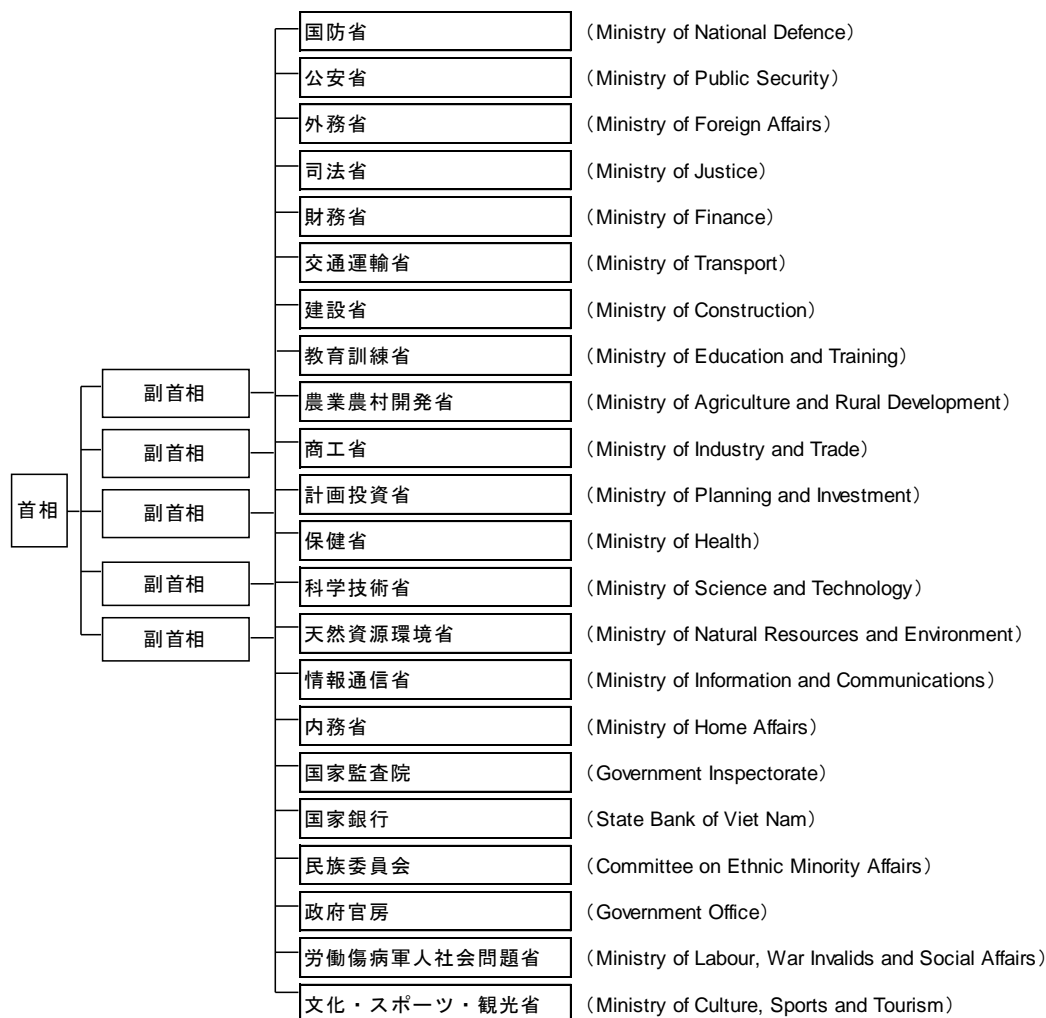 国防省 （Ministry of National Defence）
公安省 （Ministry of Public Security）
外務省 （Ministry of Foreign Affairs）
司法省 （Ministry of Justice）
財務省 （Ministry of Finance）
交通運輸省 （Ministry of Transport）
建設省 （Ministry of Construction）
教育訓練省 （Ministry of Education and Training）
副首相
農業農村開発省 （Ministry of Agriculture and Rural Development）
副首相
商工省 （Ministry of Industry and Trade）
計画投資省 （Ministry of Planning and Investment）
首相
副首相
保健省 （Ministry of Health）
副首相
科学技術省 （Ministry of Science and Technology）
副首相
天然資源環境省 （Ministry of Natural Resources and Environment）
情報通信省 （Ministry of Information and Communications）
内務省 （Ministry of Home Affairs）
国家監査院 （Government Inspectorate）
国家銀行 （State Bank of Viet Nam）
民族委員会 （Committee on Ethnic Minority Affairs）
政府官房 （Government Office）
労働傷病軍人社会問題省 （Ministry of Labour, War Invalids and Social Affairs）
文化・スポーツ・観光省 （Ministry of Culture, Sports and Tourism）